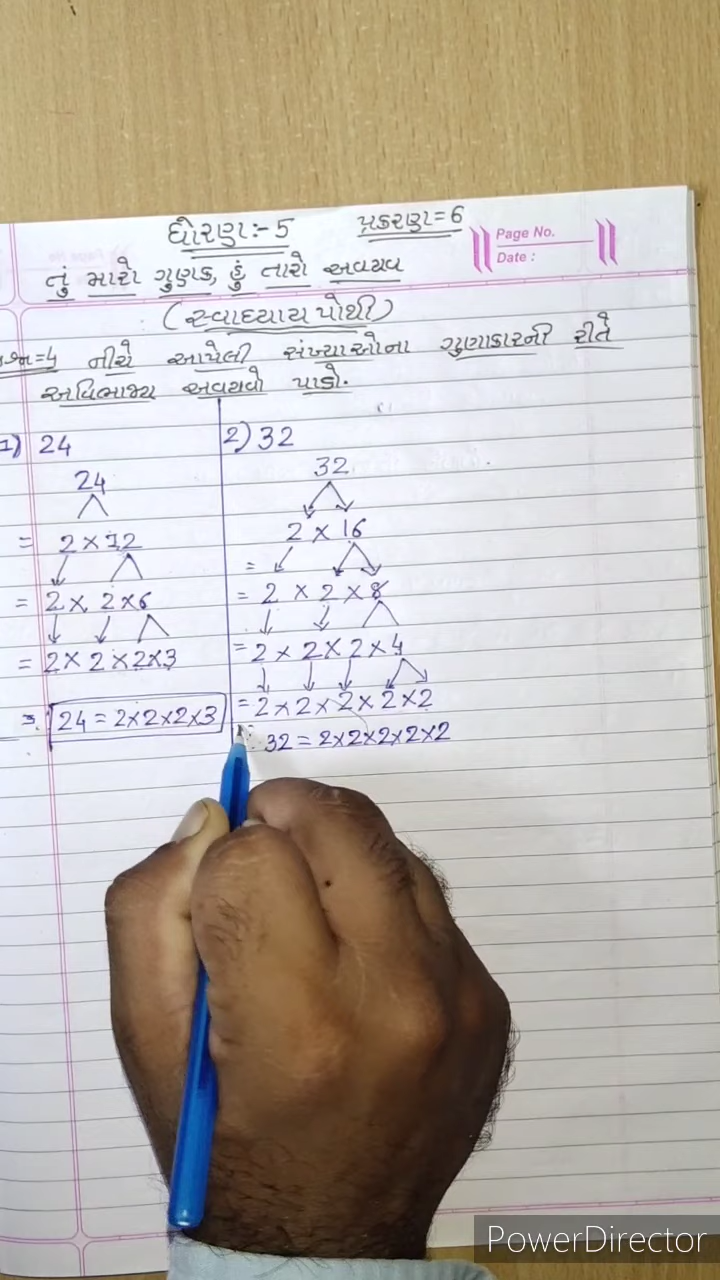 ધોરણ:- 5 પ્રકરણ = 6
Page No.
Date :
તું મારો ગુણક, હું તારો અવયવ
(સ્વાધ્યાય પોથી)
પ્રશ્ન=4 નીચે આપેલી સંખ્યાઓના ગુણાકારની રીતે
અવિભાજ્ય અવયવો પાડો.
1) 24
24
= 2 × 12
= 2 × 2 × 6
= 2 × 2 × 2 × 3
24 = 2×2×2×3
2) 32
32
2 × 16
=
= 2 × 2 × 8
= 2 × 2 × 2 × 4
= 2 × 2 × 2 × 2 × 2
∴ 32 = 2×2×2×2×2
PowerDirector